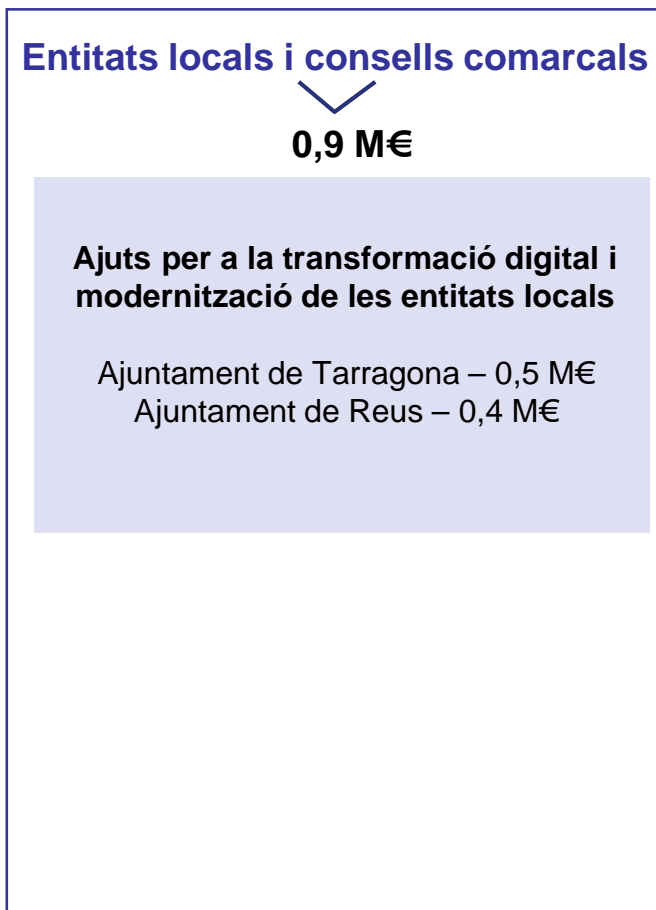 Entitats locals i consells comarcals
0,9 M€
Ajuts per a la transformació digital i
modernització de les entitats locals
Ajuntament de Tarragona – 0,5 M€
Ajuntament de Reus – 0,4 M€